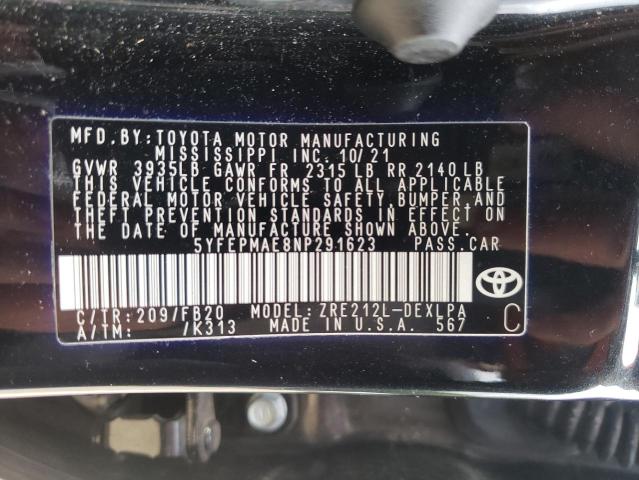 MFD. BY: TOYOTA MOTOR MANUFACTURING
MISSISSIPPI INC. 10/21
GVWR 3935LB GAWR FR 2315 LB RR 2140 LB
THIS VEHICLE CONFORMS TO ALL APPLICABLE
FEDERAL MOTOR VEHICLE SAFETY, BUMPER, AND
THEFT PREVENTION STANDARDS IN EFFECT ON
THE DATE OF MANUFACTURE SHOWN ABOVE.
5YFEPMAE8NP291623 PASS. CAR
C/TR: 209/FB20 MODEL: ZRE212L-DEXLPA
A/TM: /K313 MADE IN U.S.A. 567 C